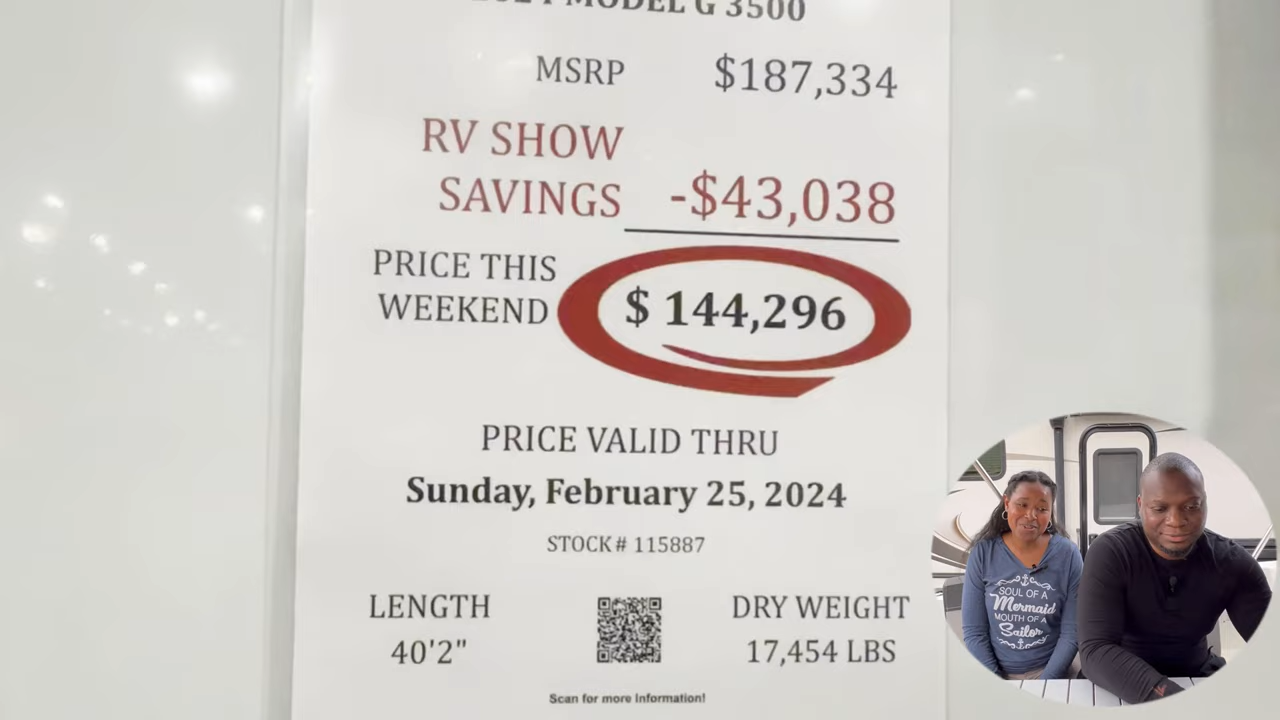 MODEL G 3500
MSRP $187,334
RV SHOW
SAVINGS -$43,038
PRICE THIS
WEEKEND $ 144,296
PRICE VALID THRU
Sunday, February 25, 2024
STOCK# 115887
LENGTH DRY WEIGHT
40'2" 17,454 LBS
Scan for more Information!
SOUL OF A
Mermaid
MOUTH OF A
Sailor